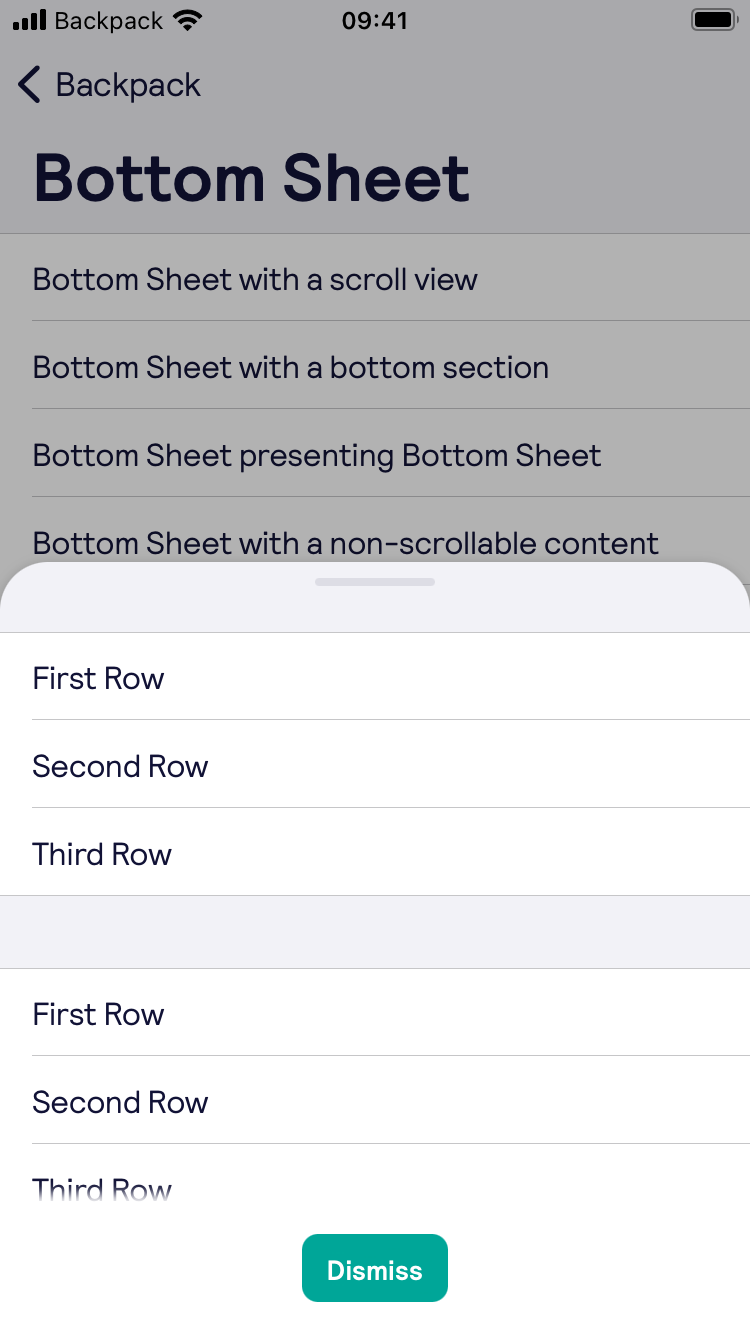 Backpack 09:41
Backpack
Bottom Sheet
Bottom Sheet with a scroll view
Bottom Sheet with a bottom section
Bottom Sheet presenting Bottom Sheet
Bottom Sheet with a non-scrollable content
First Row
Second Row
Third Row
First Row
Second Row
Third Row
Dismiss